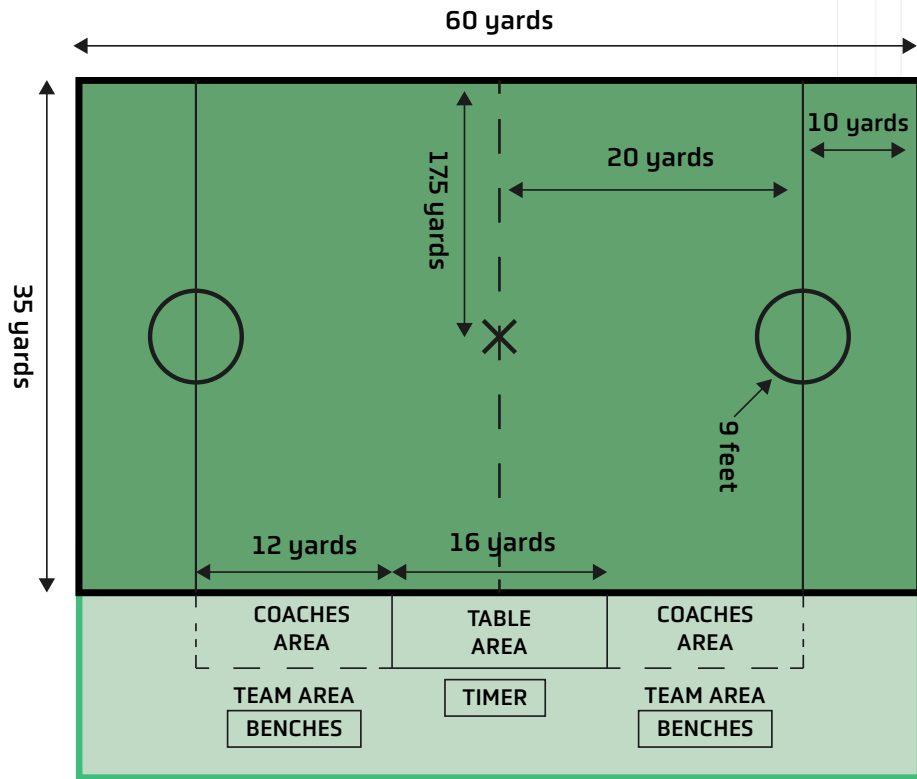 60 yards
10 yards
20 yards
17.5 yards
35 yards
9 feet
12 yards
16 yards
COACHES
AREA
TABLE
AREA
COACHES
AREA
TEAM AREA
BENCHES
TIMER
TEAM AREA
BENCHES